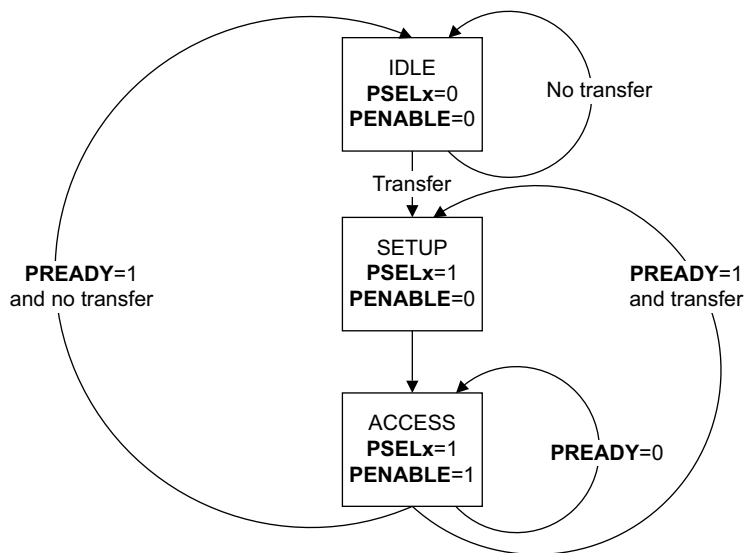 IDLE
PSELx=0
PENABLE=0
No transfer
Transfer
SETUP
PSELx=1
PENABLE=0
PREADY=1
and no transfer
PREADY=1
and transfer
ACCESS
PSELx=1
PENABLE=1
PREADY=0